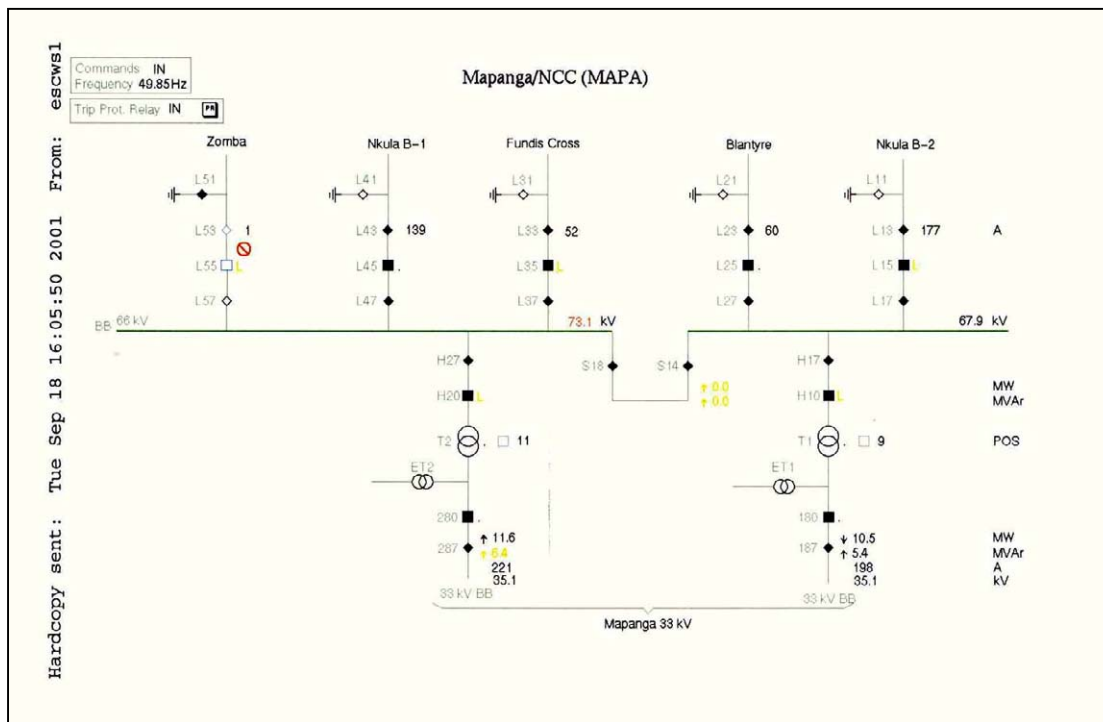 Hardcopy sent: Tue Sep 18 16:05:50 2001 From: escws1
Commands IN
Frequency 49.85Hz
Trip Prot. Relay IN PR
Mapanga/NCC (MAPA)
Zomba Nkula B-1 Fundis Cross Blantyre Nkula B-2
L51 L41 L31 L21 L11
L53 1 L43 139 L33 52 L23 60 L13 177 A
L55 L L45 . L35 L L25 . L15 L
L57 L47 L37 L27 L17
BB 66 kV 73.1 kV 67.9 kV
H27 S18 S14 H17
↑ 0.0 MW
H20 L ↑ 0.0 H10 L MVAr
T2 . 11 T1 . 9 POS
ET2 ET1
280 . 180 .
↑ 11.6 ↓ 10.5 MW
287 ↑ 6.4 187 ↑ 5.4 MVAr
221 198 A
35.1 35.1 kV
33 kV BB 33 kV BB
Mapanga 33 kV